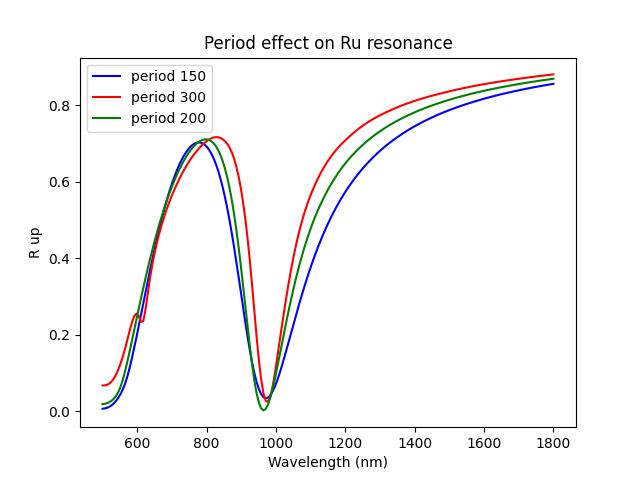 Period effect on Ru resonance
period 150
period 300
period 200
R up
0.8
0.6
0.4
0.2
0.0
600 800 1000 1200 1400 1600 1800
Wavelength (nm)